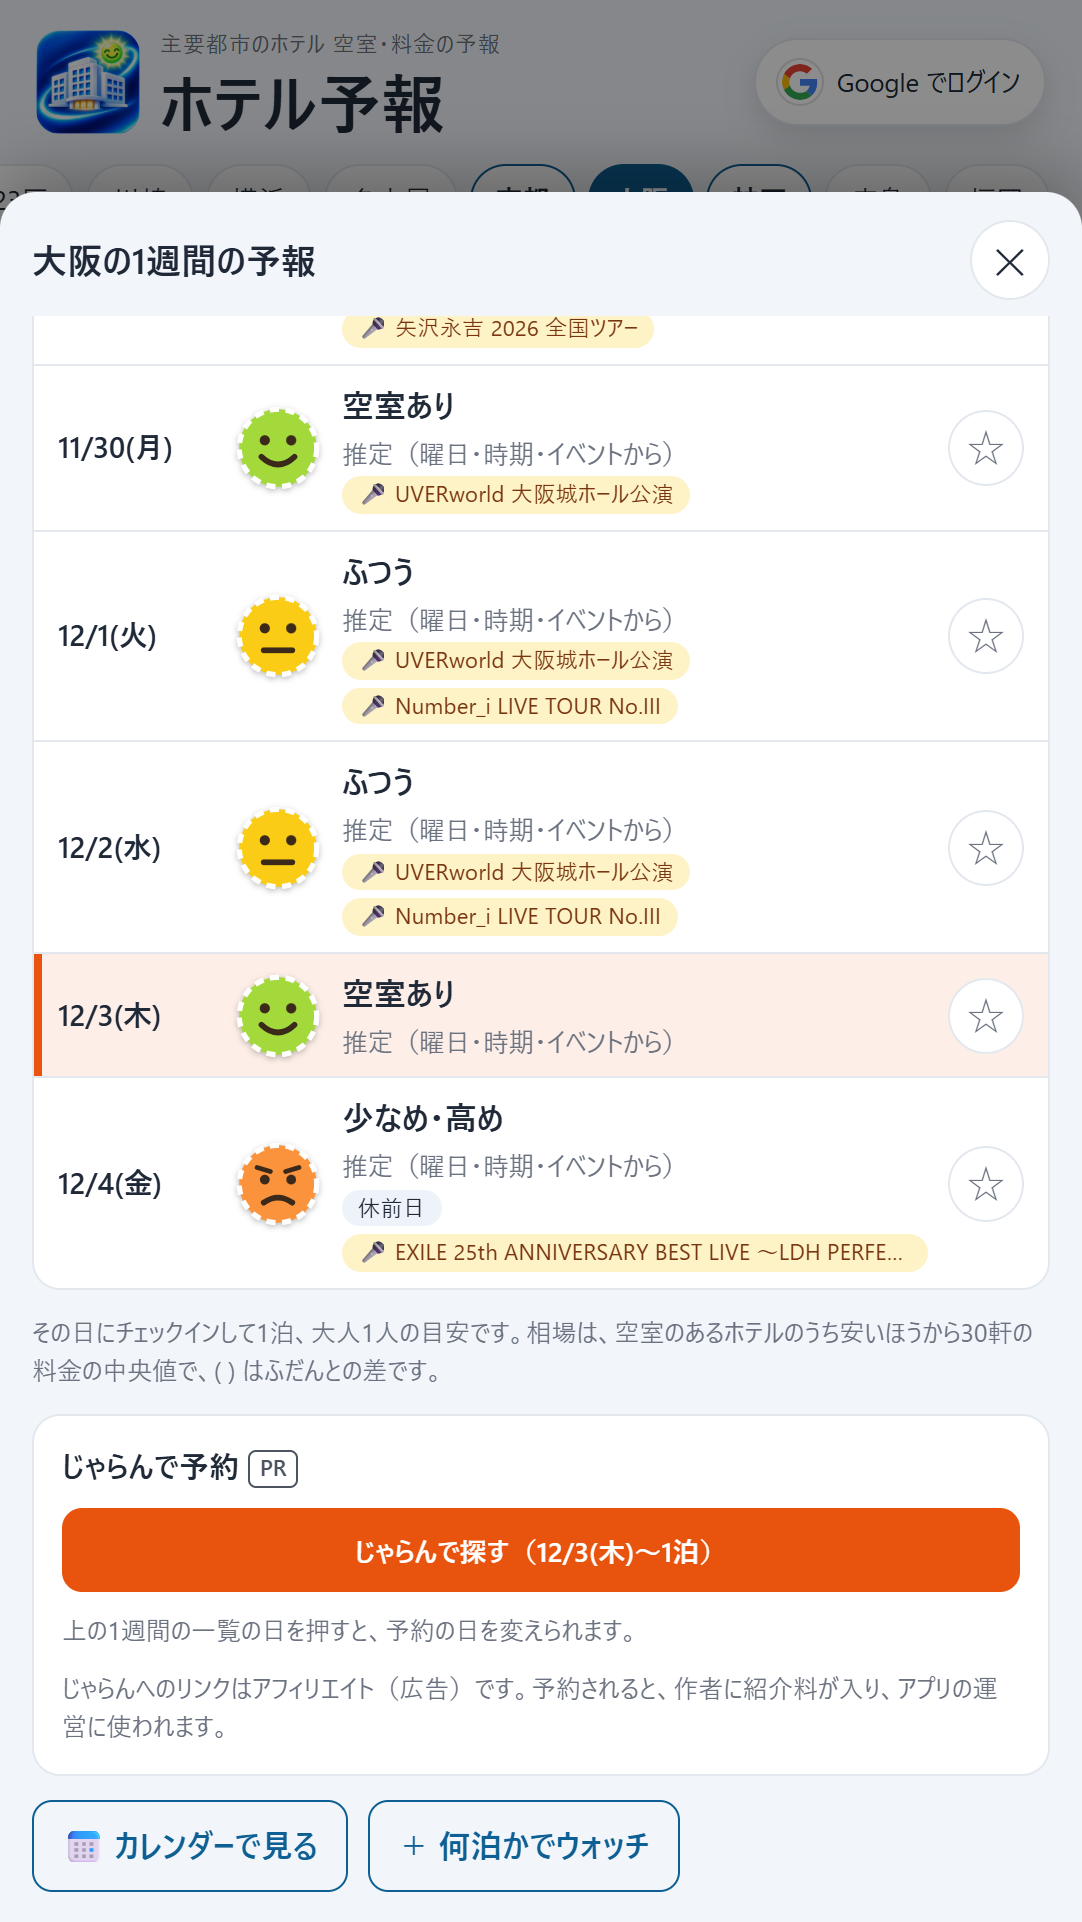 主要都市のホテル 空室・料金の予報
ホテル予報
Google でログイン
大阪の1週間の予報
矢沢永吉 2026 全国ツアー
11/30(月)
空室あり
推定（曜日・時期・イベントから）
UVERworld 大阪城ホール公演
12/1(火)
ふつう
推定（曜日・時期・イベントから）
UVERworld 大阪城ホール公演
Number_i LIVE TOUR No.III
12/2(水)
ふつう
推定（曜日・時期・イベントから）
UVERworld 大阪城ホール公演
Number_i LIVE TOUR No.III
12/3(木)
空室あり
推定（曜日・時期・イベントから）
12/4(金)
少なめ・高め
推定（曜日・時期・イベントから）
休前日
EXILE 25th ANNIVERSARY BEST LIVE ～LDH PERFE...
その日にチェックインして1泊、大人1人の目安です。相場は、空室のあるホテルのうち安いほうから30軒の
料金の中央値で、( ) はふだんとの差です。
じゃらんで予約 PR
じゃらんで探す（12/3(木)～1泊）
上の1週間の一覧の日を押すと、予約の日を変えられます。
じゃらんへのリンクはアフィリエイト（広告）です。予約されると、作者に紹介料が入り、アプリの運
営に使われます。
カレンダーで見る
＋ 何泊かでウォッチ